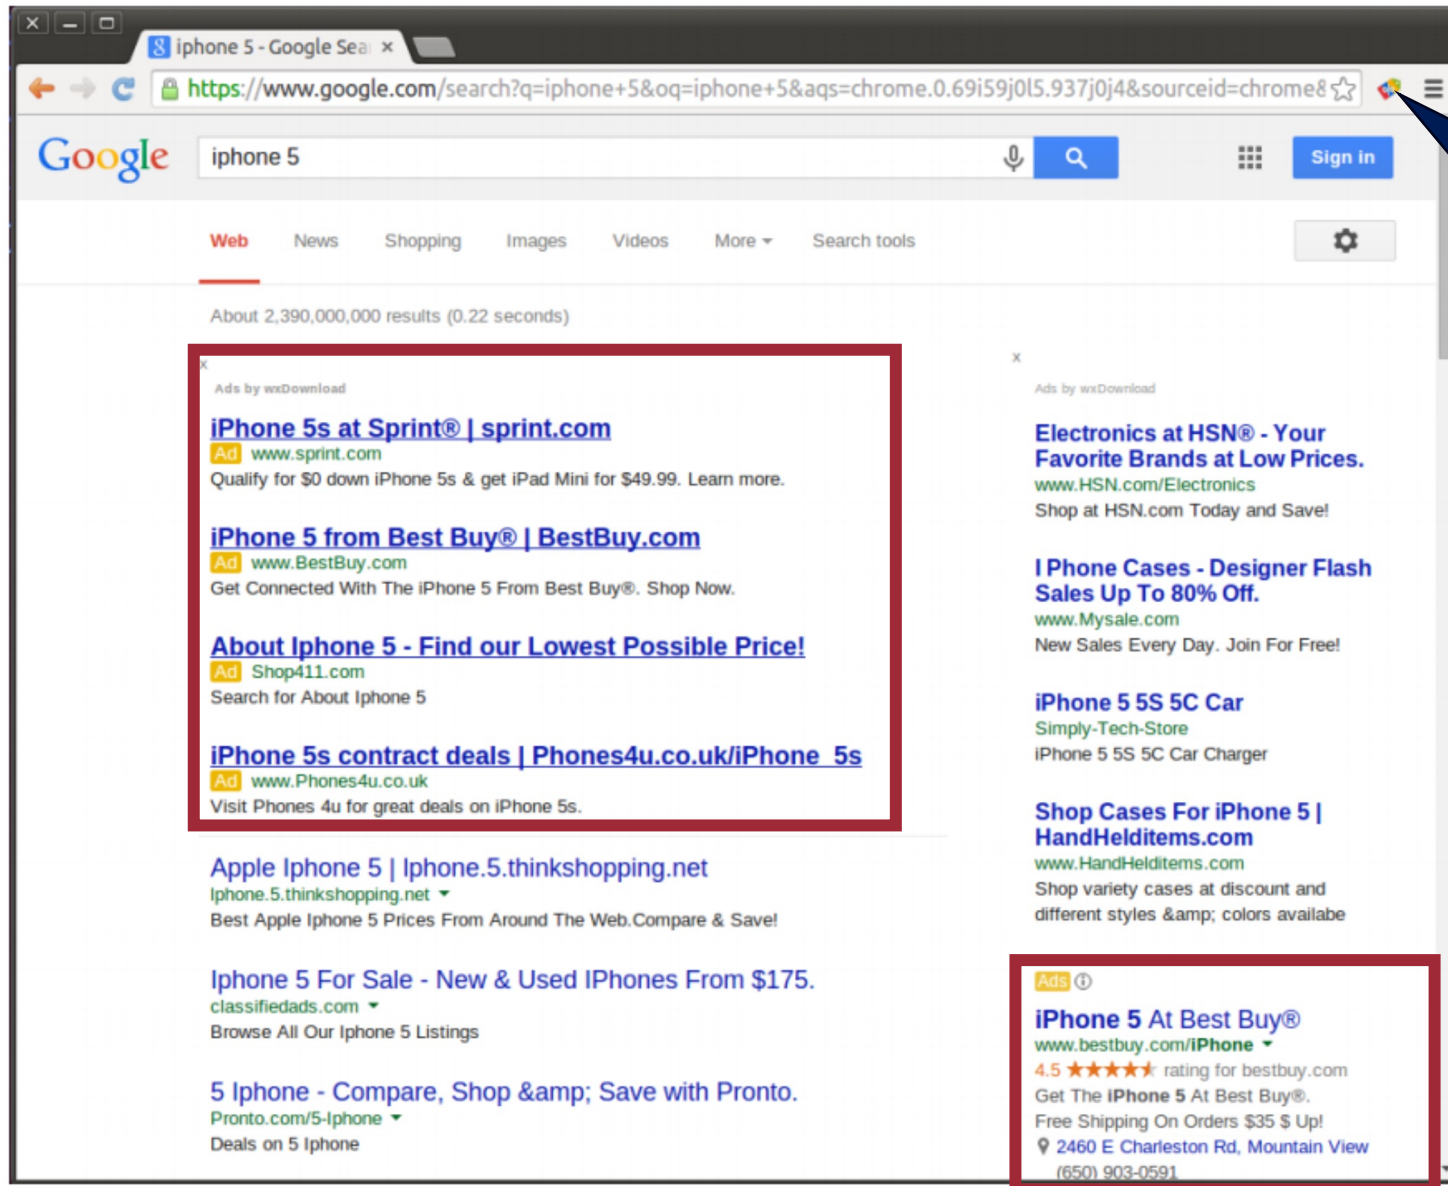 iphone 5 - Google Sea
https://www.google.com/search?q=iphone+5&oq=iphone+5&aqs=chrome.0.69i59j0l5.937j0j4&sourceid=chrome&
Google
iphone 5
Sign in
Web News Shopping Images Videos More Search tools
About 2,390,000,000 results (0.22 seconds)
x
Ads by wxDownload
iPhone 5s at Sprint® | sprint.com
Ad www.sprint.com
Qualify for $0 down iPhone 5s & get iPad Mini for $49.99. Learn more.
iPhone 5 from Best Buy® | BestBuy.com
Ad www.BestBuy.com
Get Connected With The iPhone 5 From Best Buy®. Shop Now.
About Iphone 5 - Find our Lowest Possible Price!
Ad Shop411.com
Search for About Iphone 5
iPhone 5s contract deals | Phones4u.co.uk/iPhone_5s
Ad www.Phones4u.co.uk
Visit Phones 4u for great deals on iPhone 5s.
Apple Iphone 5 | Iphone.5.thinkshopping.net
Iphone.5.thinkshopping.net
Best Apple Iphone 5 Prices From Around The Web.Compare & Save!
Iphone 5 For Sale - New & Used IPhones From $175.
classifiedads.com
Browse All Our Iphone 5 Listings
5 Iphone - Compare, Shop &amp; Save with Pronto.
Pronto.com/5-Iphone
Deals on 5 Iphone
x
Ads by wxDownload
Electronics at HSN® - Your
Favorite Brands at Low Prices.
www.HSN.com/Electronics
Shop at HSN.com Today and Save!
I Phone Cases - Designer Flash
Sales Up To 80% Off.
www.Mysale.com
New Sales Every Day. Join For Free!
iPhone 5 5S 5C Car
Simply-Tech-Store
iPhone 5 5S 5C Car Charger
Shop Cases For iPhone 5 |
HandHelditems.com
www.HandHelditems.com
Shop variety cases at discount and
different styles &amp; colors availabe
Ads
iPhone 5 At Best Buy®
www.bestbuy.com/iPhone
4.5 ★★★★★ rating for bestbuy.com
Get The iPhone 5 At Best Buy®.
Free Shipping On Orders $35 $ Up!
2460 E Charleston Rd, Mountain View
(650) 903-0591